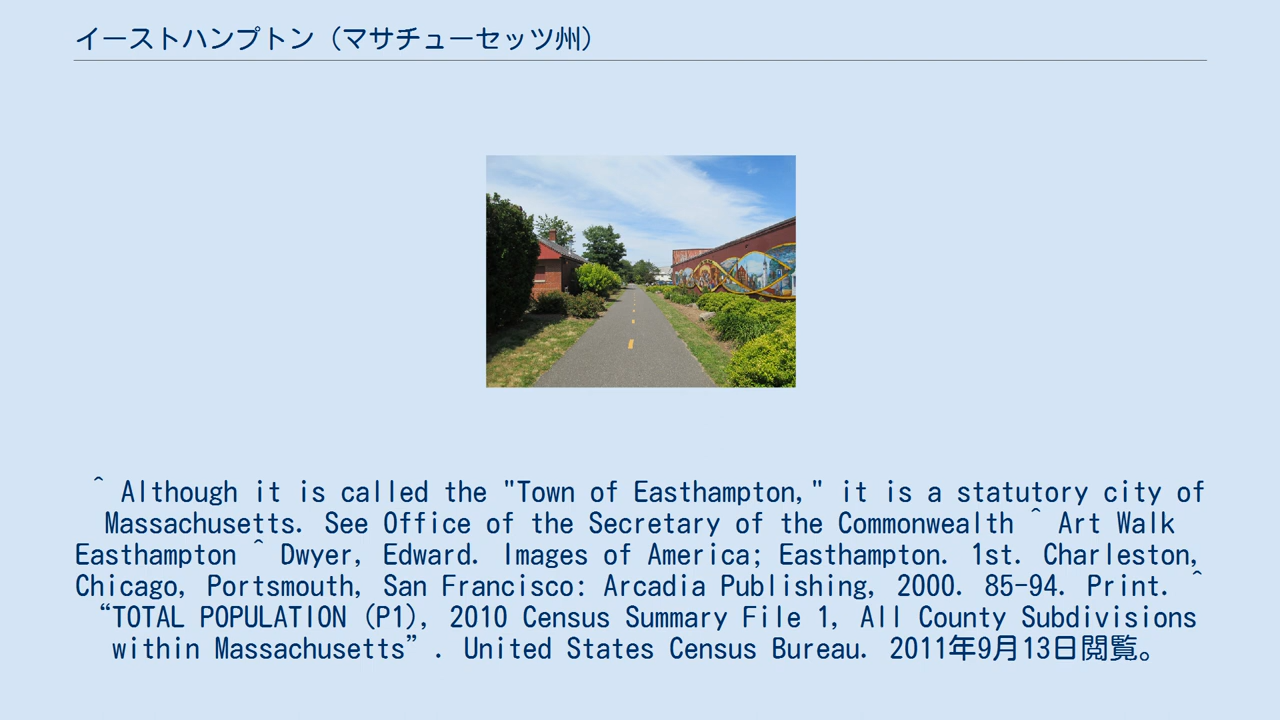 イーストハンプトン（マサチューセッツ州）
^ Although it is called the "Town of Easthampton," it is a statutory city of
Massachusetts. See Office of the Secretary of the Commonwealth ^ Art Walk
Easthampton ^ Dwyer, Edward. Images of America; Easthampton. 1st. Charleston,
Chicago, Portsmouth, San Francisco: Arcadia Publishing, 2000. 85-94. Print. ^
“TOTAL POPULATION (P1), 2010 Census Summary File 1, All County Subdivisions
within Massachusetts”. United States Census Bureau. 2011年9月13日閲覧。